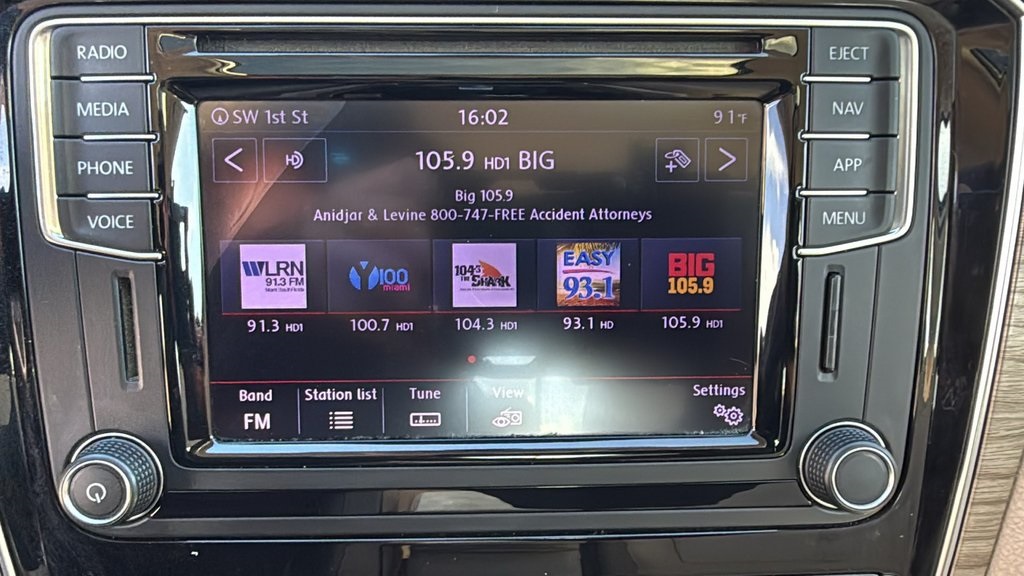 RADIO
MEDIA
PHONE
VOICE
EJECT
NAV
APP
MENU
SW 1st St 16:02 91°F
HD 105.9 HD1 BIG
Big 105.9
Anidjar & Levine 800-747-FREE Accident Attorneys
WLRN
91.3 FM
Y100
miami
104.3
THE SHARK
EASY
93.1
BIG
105.9
91.3 HD1 100.7 HD1 104.3 HD1 93.1 HD 105.9 HD1
Band Station list Tune View Settings
FM